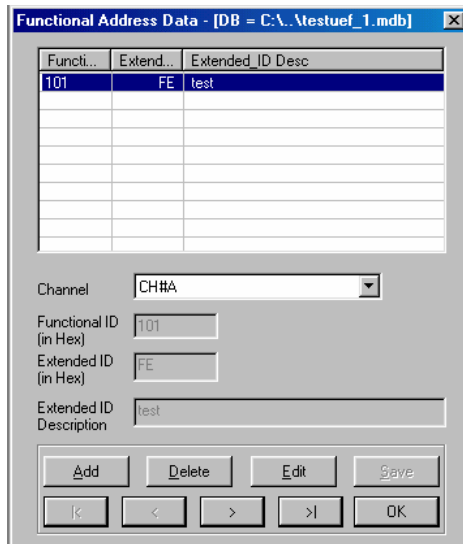 Functional Address Data - [DB = C:\..\testuef_1.mdb]
Functi... Extend... Extended_ID Desc
101 FE test
Channel CH#A
Functional ID (in Hex) 101
Extended ID (in Hex) FE
Extended ID Description test
Add Delete Edit Save
|< < > >| OK